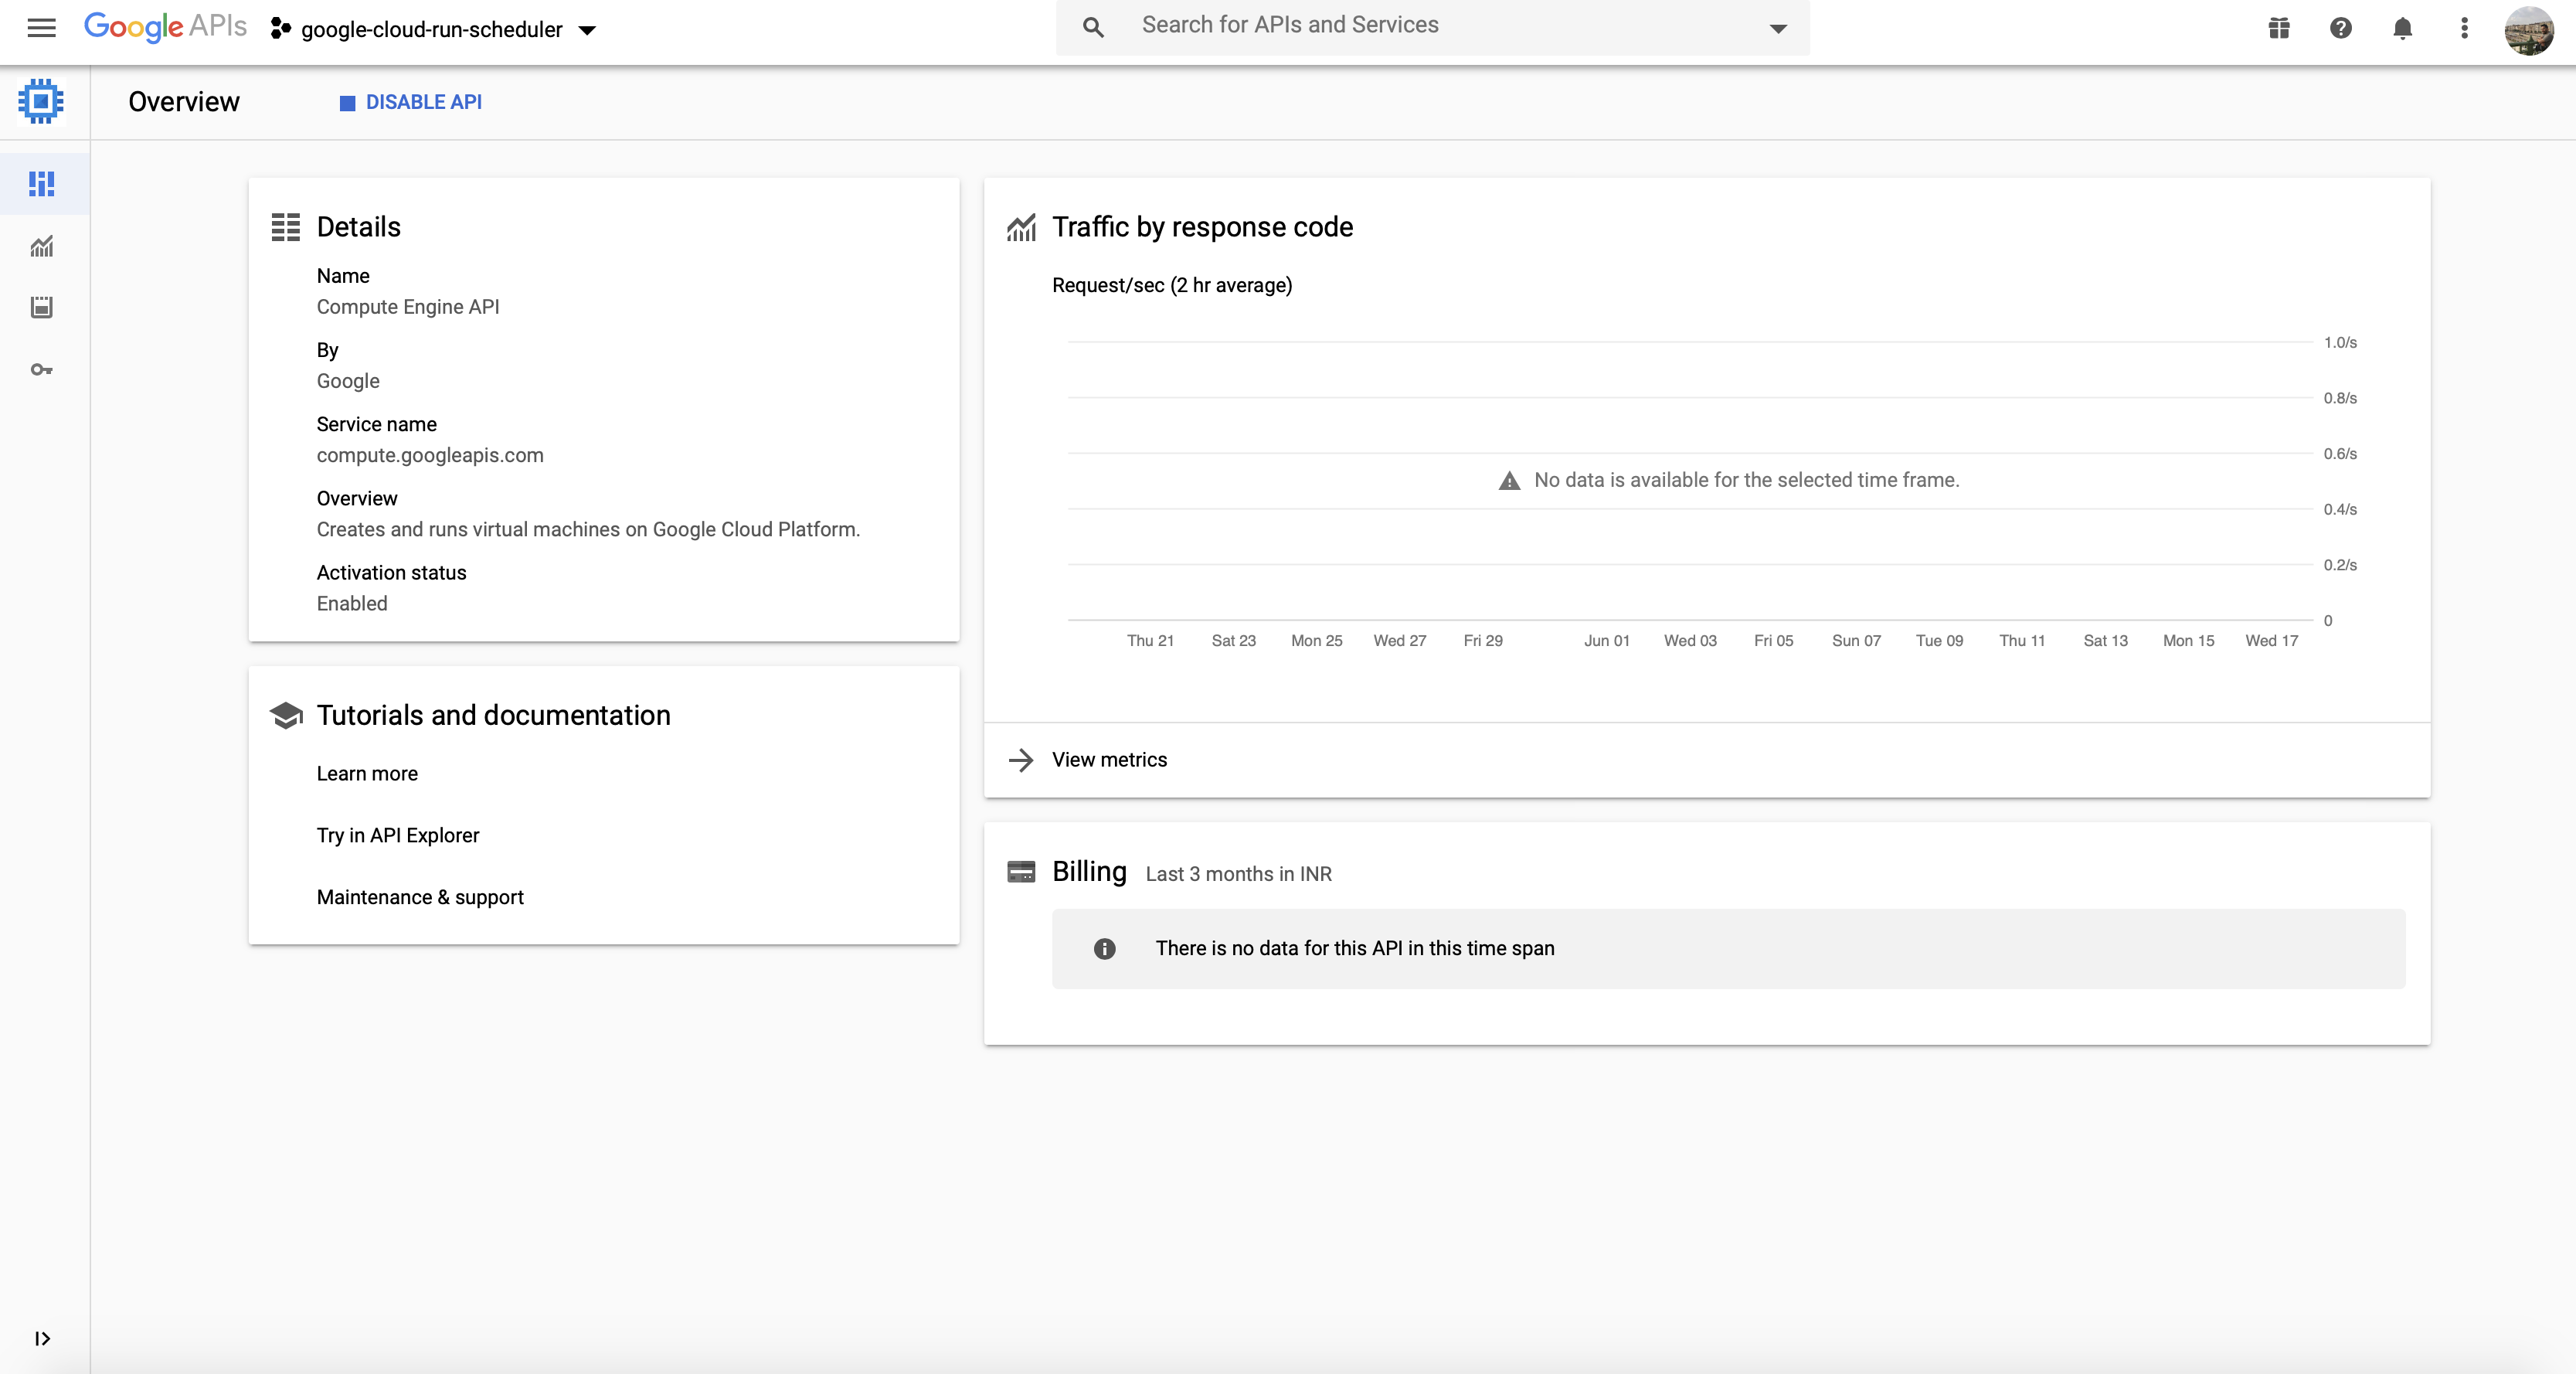 Google APIs
google-cloud-run-scheduler
Search for APIs and Services
Overview
DISABLE API
Details
Name
Compute Engine API
By
Google
Service name
compute.googleapis.com
Overview
Creates and runs virtual machines on Google Cloud Platform.
Activation status
Enabled
Tutorials and documentation
Learn more
Try in API Explorer
Maintenance & support
Traffic by response code
Request/sec (2 hr average)
1.0/s
0.8/s
0.6/s
No data is available for the selected time frame.
0.4/s
0.2/s
0
Thu 21 Sat 23 Mon 25 Wed 27 Fri 29 Jun 01 Wed 03 Fri 05 Sun 07 Tue 09 Thu 11 Sat 13 Mon 15 Wed 17
View metrics
Billing Last 3 months in INR
There is no data for this API in this time span